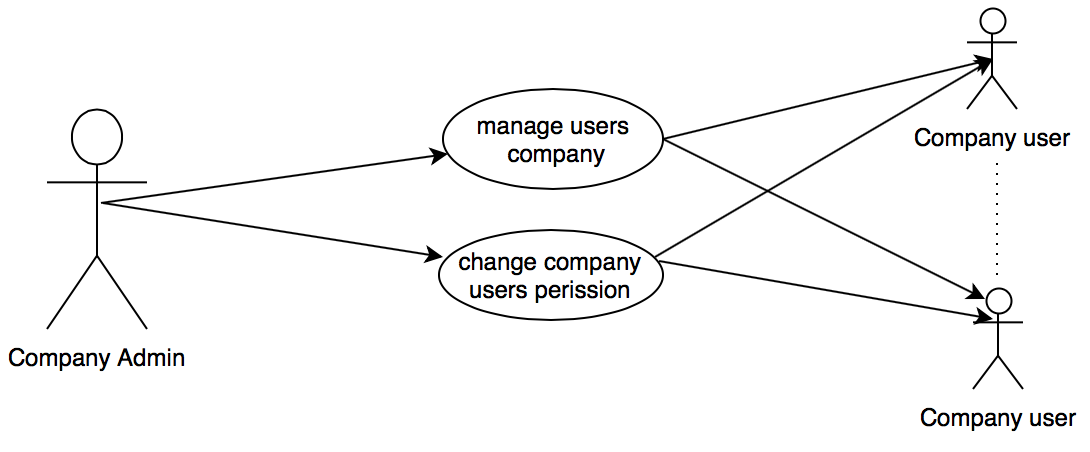 manage users
company
Company user
change company
users perission
Company Admin
Company user